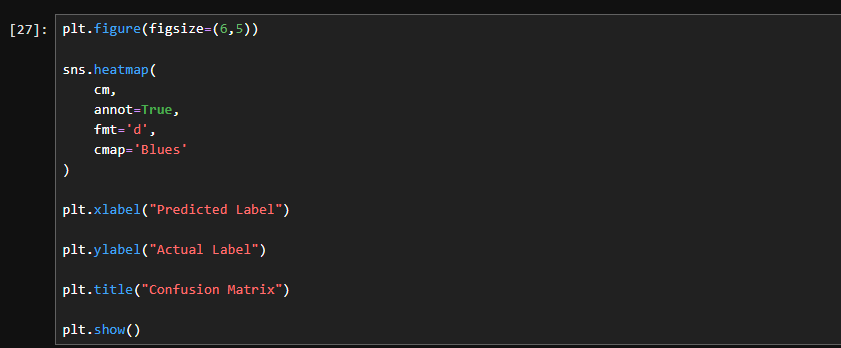 [27]: plt.figure(figsize=(6,5))
sns.heatmap(
    cm,
    annot=True,
    fmt='d',
    cmap='Blues'
)
plt.xlabel("Predicted Label")
plt.ylabel("Actual Label")
plt.title("Confusion Matrix")
plt.show()